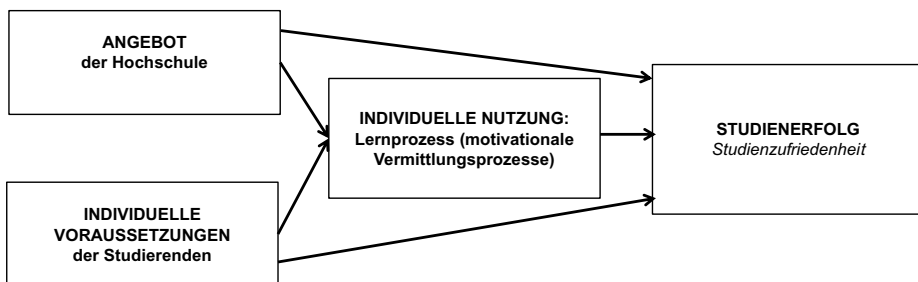 ANGEBOT
der Hochschule
INDIVIDUELLE NUTZUNG:
Lernprozess (motivationale
Vermittlungsprozesse)
STUDIENERFOLG
Studienzufriedenheit
INDIVIDUELLE
VORAUSSETZUNGEN
der Studierenden